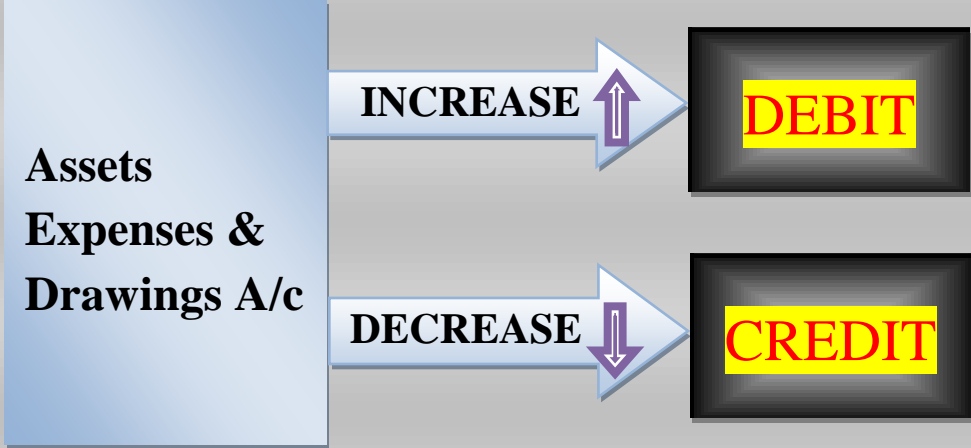 Assets
Expenses &
Drawings A/c
INCREASE
DEBIT
DECREASE
CREDIT